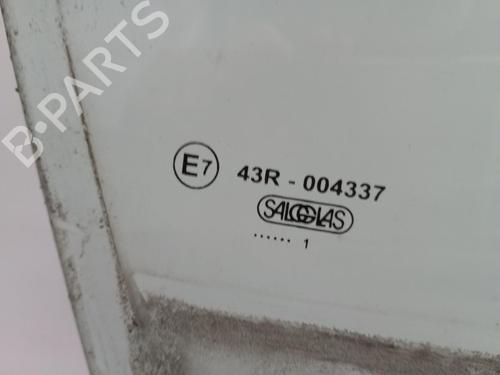 B-PARTS
E7 43R - 004337
SALGGLAS
...... 1